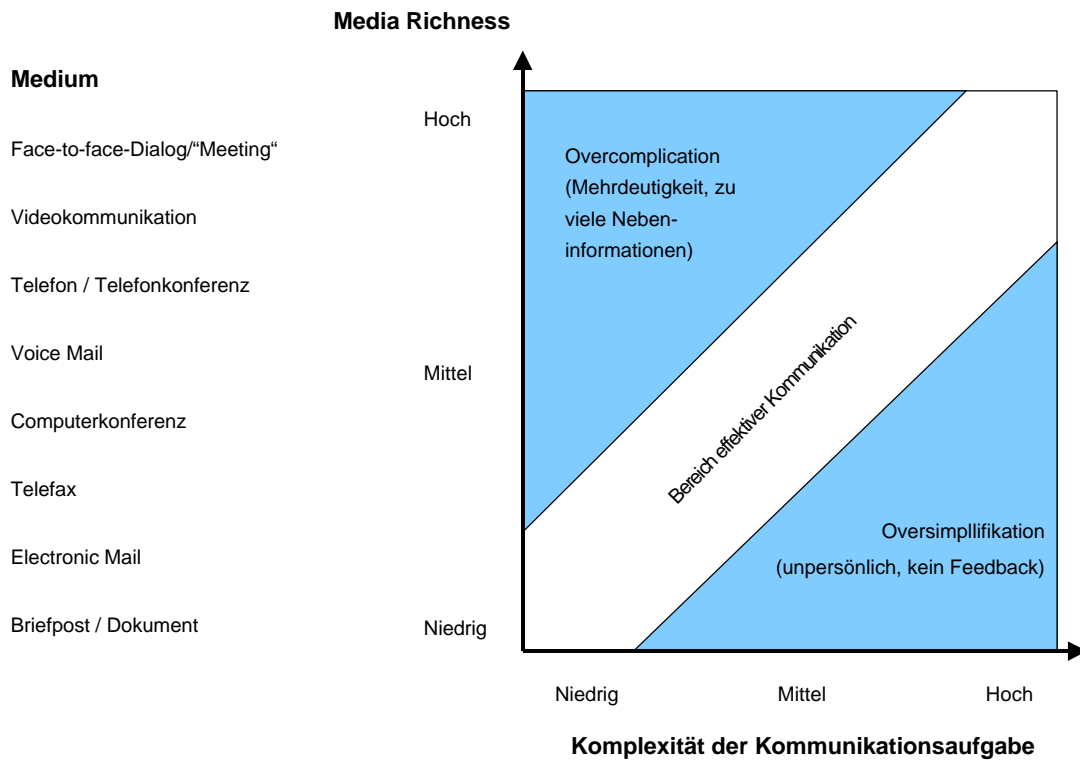 Media Richness
Medium
Hoch
Face-to-face-Dialog/“Meeting“
Videokommunikation
Telefon / Telefonkonferenz
Voice Mail
Mittel
Computerkonferenz
Telefax
Electronic Mail
Briefpost / Dokument
Niedrig
Overcomplication
(Mehrdeutigkeit, zu
viele Neben-
informationen)
Bereich effektiver Kommunikation
Oversimpllifikation
(unpersönlich, kein Feedback)
Niedrig
Mittel
Hoch
Komplexität der Kommunikationsaufgabe